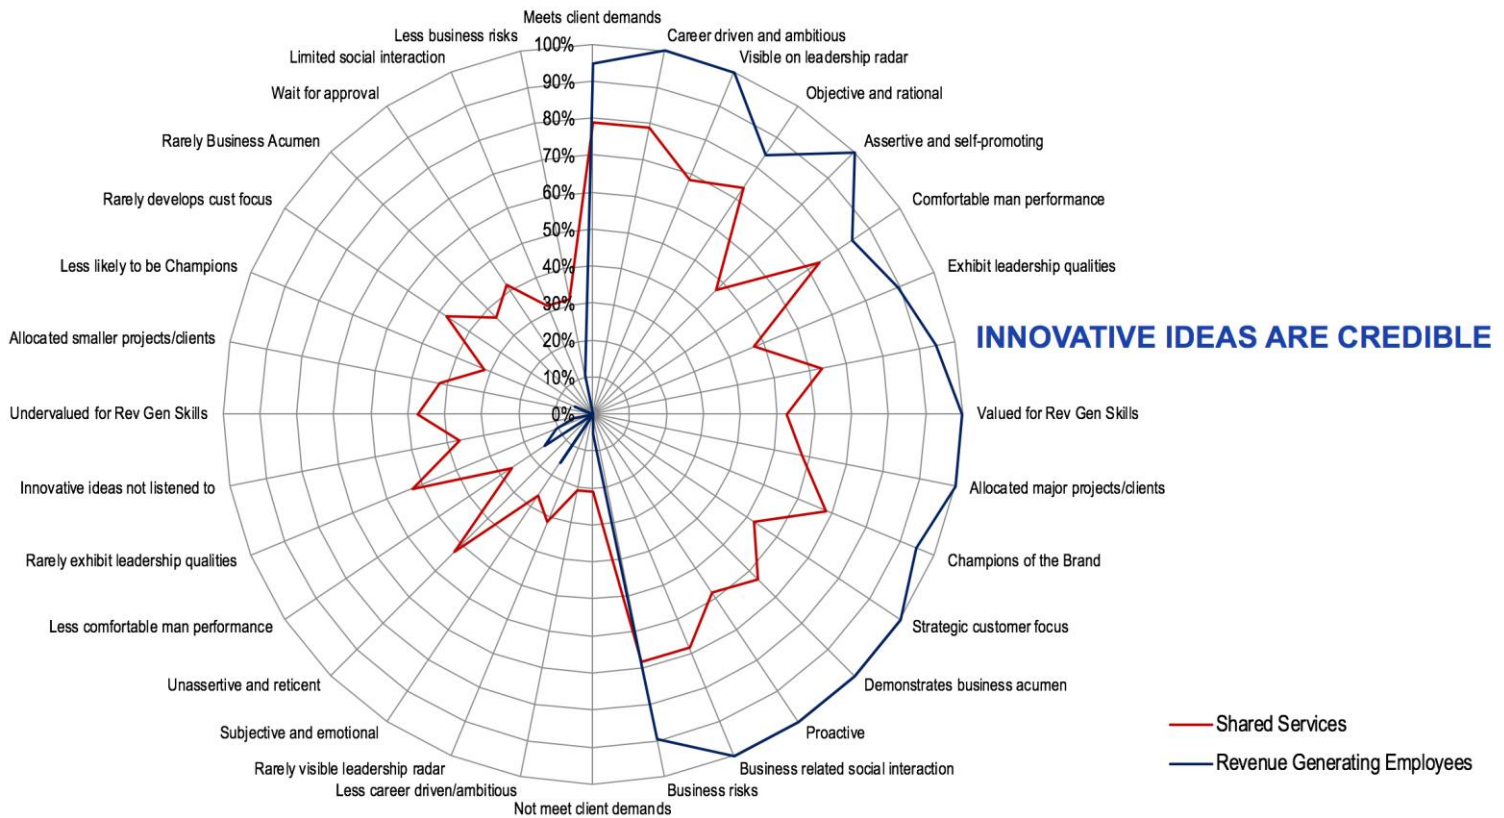 Meets client demands
Career driven and ambitious
Visible on leadership radar
Objective and rational
Assertive and self-promoting
Comfortable man performance
Exhibit leadership qualities
INNOVATIVE IDEAS ARE CREDIBLE
Valued for Rev Gen Skills
Allocated major projects/clients
Champions of the Brand
Strategic customer focus
Demonstrates business acumen
Proactive
Business related social interaction
Business risks
Not meet client demands
Less career driven/ambitious
Rarely visible leadership radar
Subjective and emotional
Unassertive and reticent
Less comfortable man performance
Rarely exhibit leadership qualities
Innovative ideas not listened to
Undervalued for Rev Gen Skills
Allocated smaller projects/clients
Less likely to be Champions
Rarely develops cust focus
Rarely Business Acumen
Wait for approval
Limited social interaction
Less business risks
100%
90%
80%
70%
60%
50%
40%
30%
20%
10%
0%
Shared Services
Revenue Generating Employees